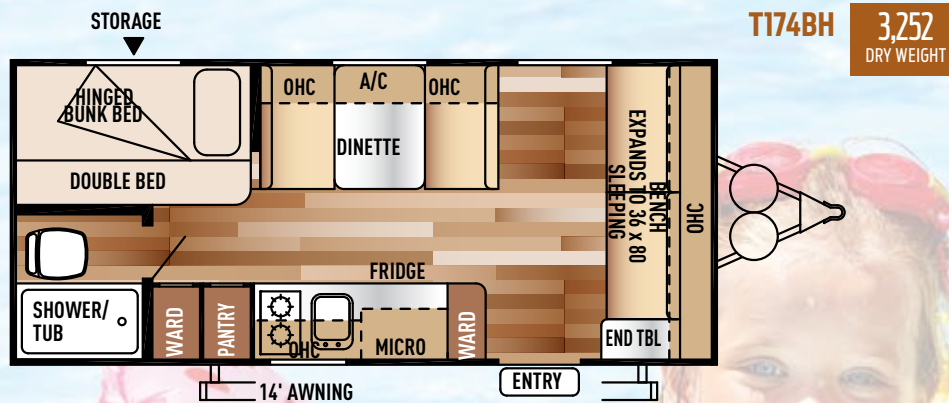 STORAGE
T174BH
3,252
DRY WEIGHT
HINGED
BUNK BED
DOUBLE BED
OHC
A/C
OHC
DINETTE
BENCH
EXPANDS TO 36 x 80
SLEEPING
OHC
FRIDGE
SHOWER/
TUB
WARD
PANTRY
OHC
MICRO
WARD
END TBL
14' AWNING
ENTRY